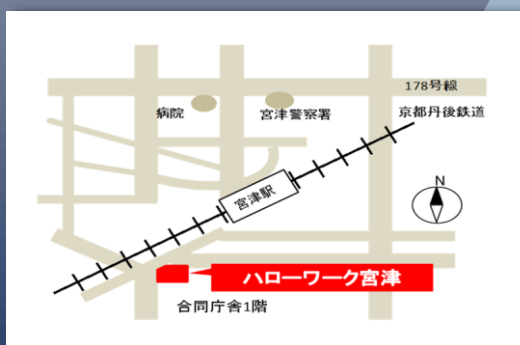 178号線
病院
宮津警察署
京都丹後鉄道
宮津駅
N
ハローワーク宮津
合同庁舎1階